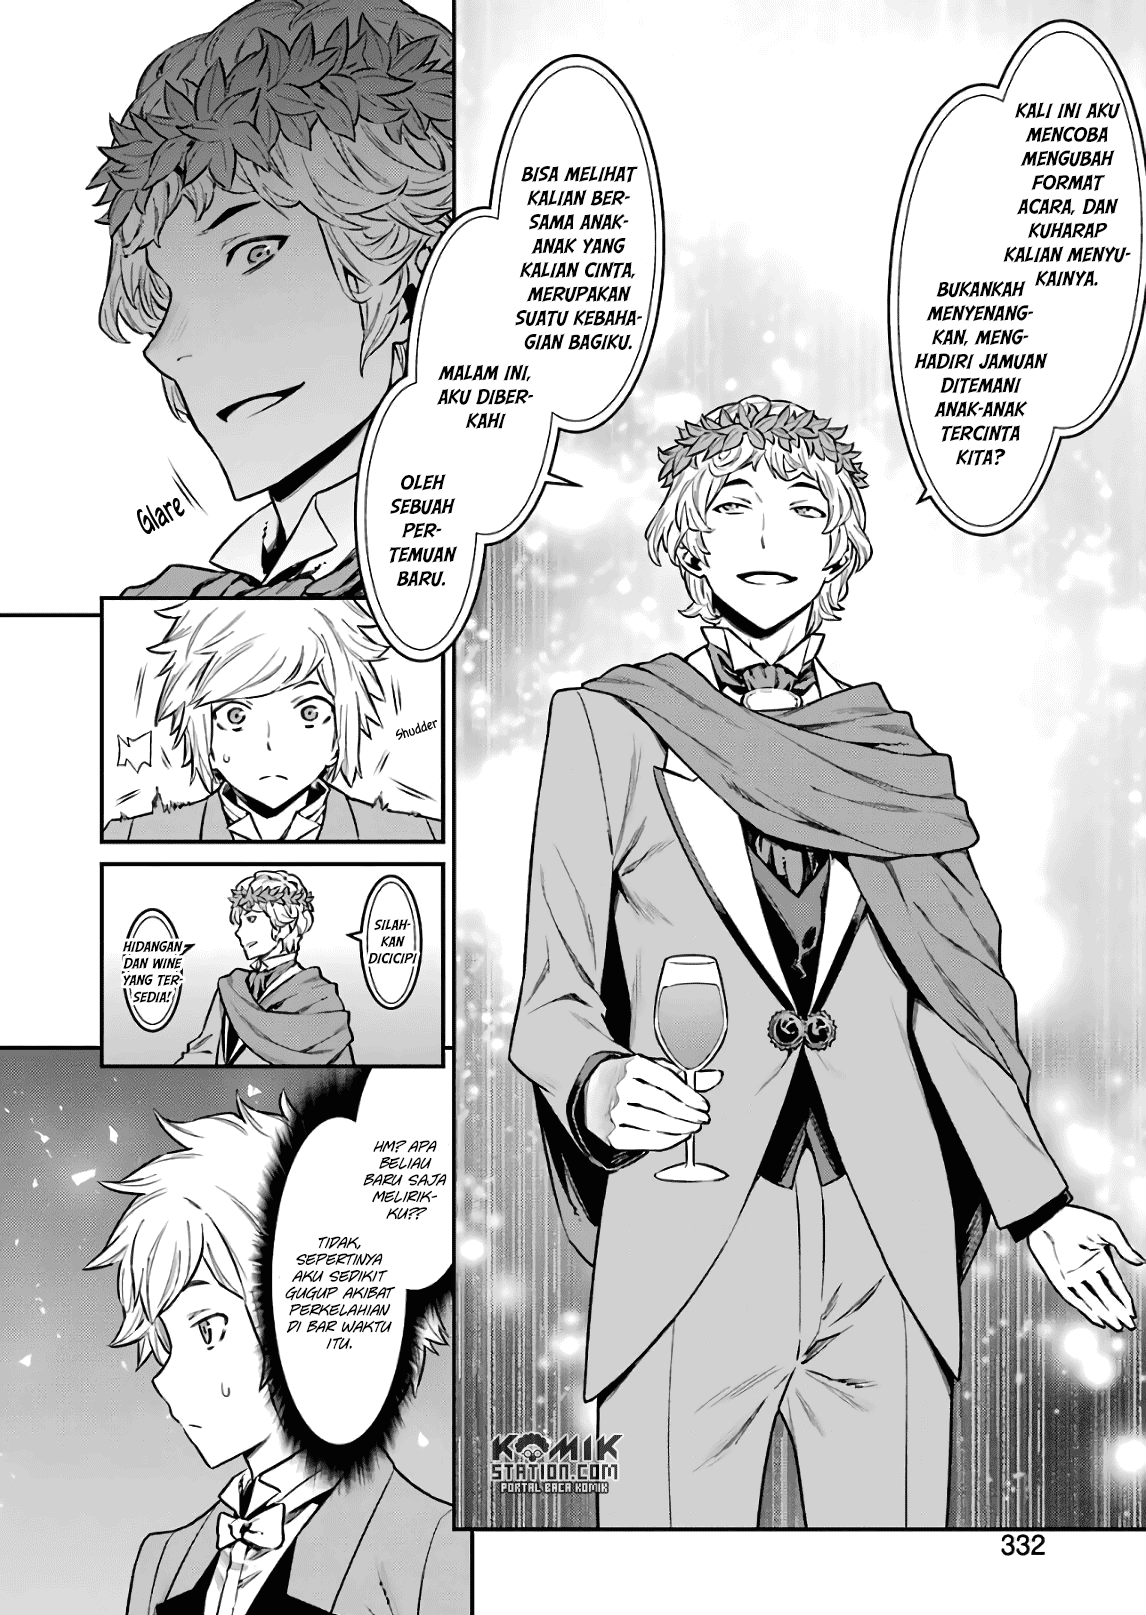 KALI INI AKU
MENCOBA
MENGUBAH
FORMAT
ACARA, DAN
KUHARAP
KALIAN MENYU-
KAINYA.
BUKANKAH
MENYENANG-
KAN, MENG-
HADIRI JAMUAN
DITEMANI
ANAK-ANAK
TERCINTA
KITA?
BISA MELIHAT
KALIAN BER-
SAMA ANAK-
ANAK YANG
KALIAN CINTA,
MERUPAKAN
SUATU KEBAHA-
GIAN BAGIKU.
MALAM INI,
AKU DIBER-
KAHI
OLEH
SEBUAH
PER-
TEMUAN
BARU.
Glare
Shudder
SILAH-
KAN
DICICIPI
HIDANGAN
DAN WINE
YANG TER-
SEDIA!
HM? APA
BELIAU
BARU SAJA
MELIRIK-
KU??
TIDAK,
SEPERTINYA
AKU SEDIKIT
GUGUP AKIBAT
PERKELAHIAN
DI BAR WAKTU
ITU.
KOMIK
STATION.COM
PORTAL BACA KOMIK
332